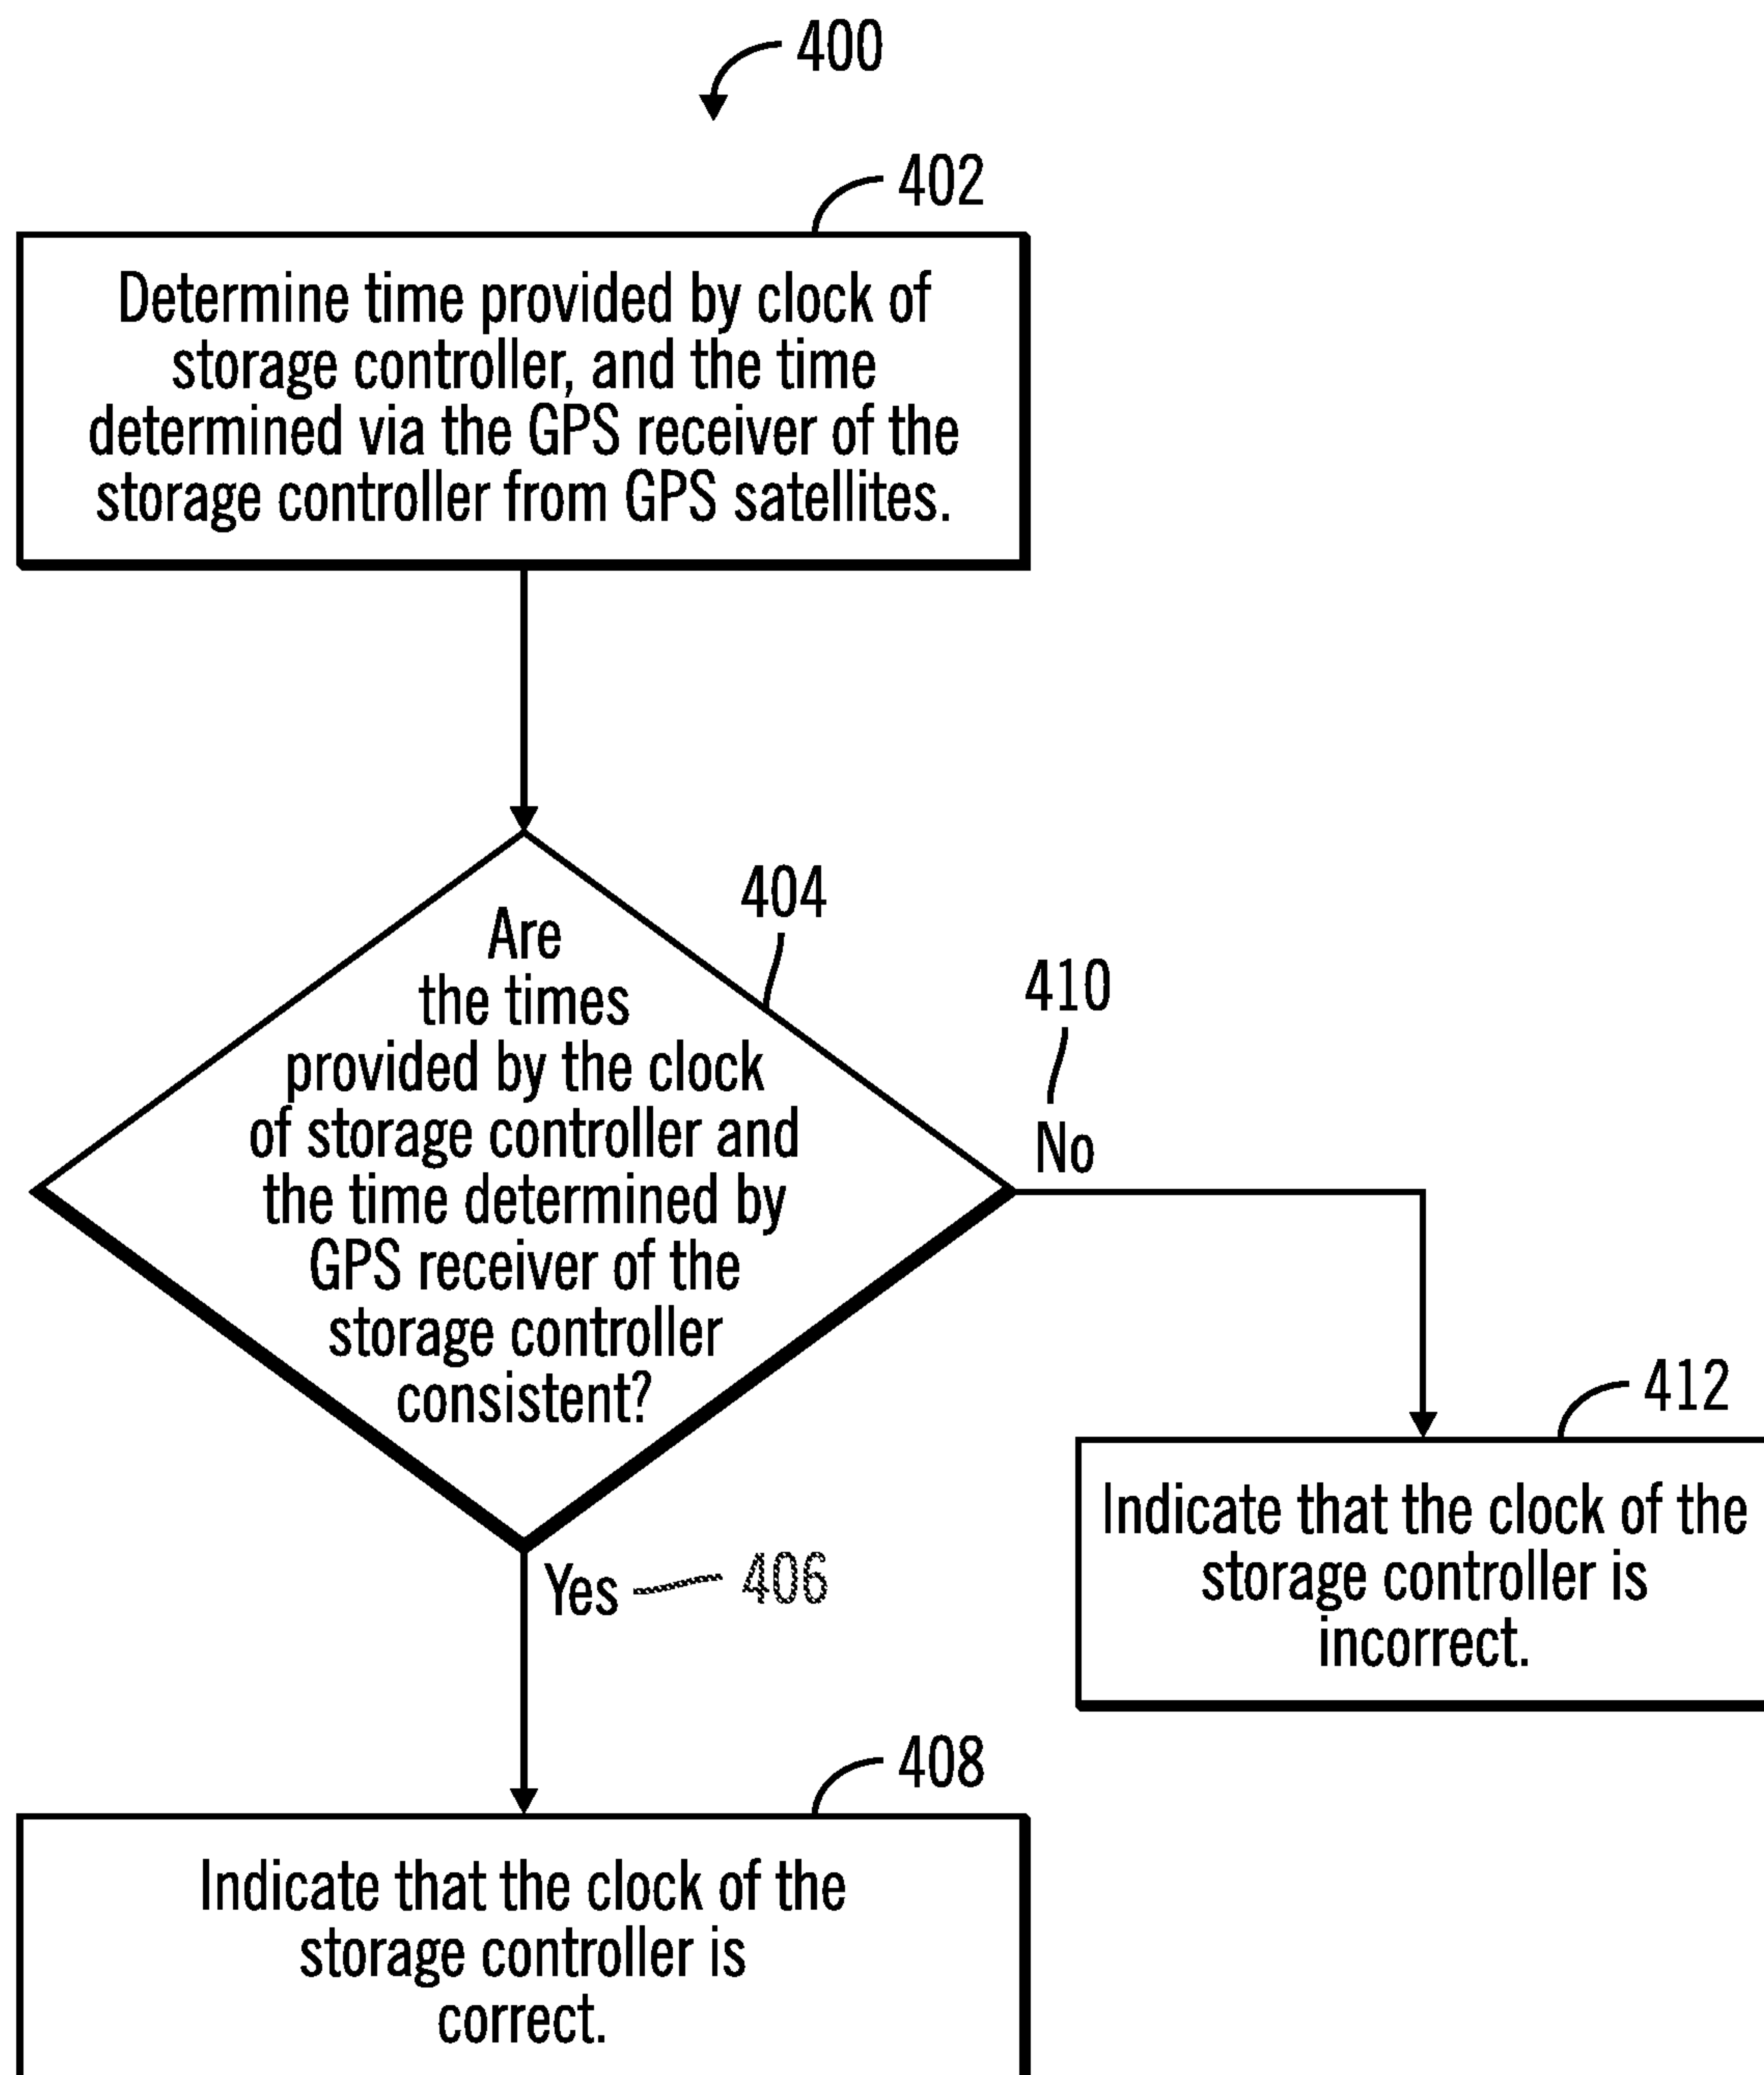 400
402
Determine time provided by clock of
storage controller, and the time
determined via the GPS receiver of the
storage controller from GPS satellites.
404
Are
the times
provided by the clock
of storage controller and
the time determined by
GPS receiver of the
storage controller
consistent?
410
No
412
Indicate that the clock of the
storage controller is
incorrect.
Yes 406
408
Indicate that the clock of the
storage controller is
correct.